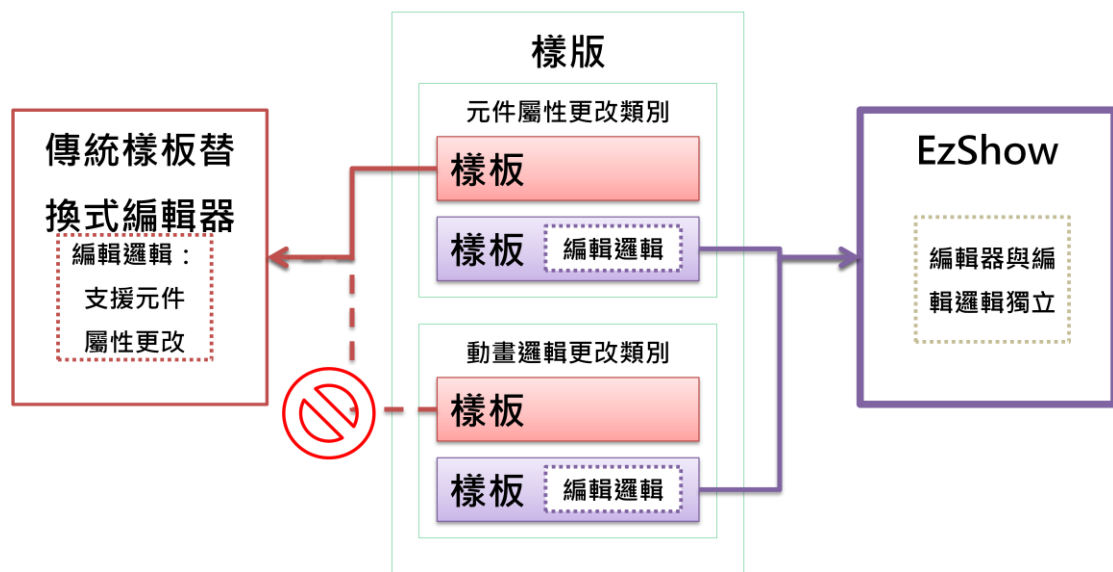 傳統樣板替
換式編輯器
編輯邏輯：
支援元件
屬性更改
樣版
元件屬性更改類別
樣板
樣板
編輯邏輯
動畫邏輯更改類別
樣板
樣板
編輯邏輯
EzShow
編輯器與編
輯邏輯獨立